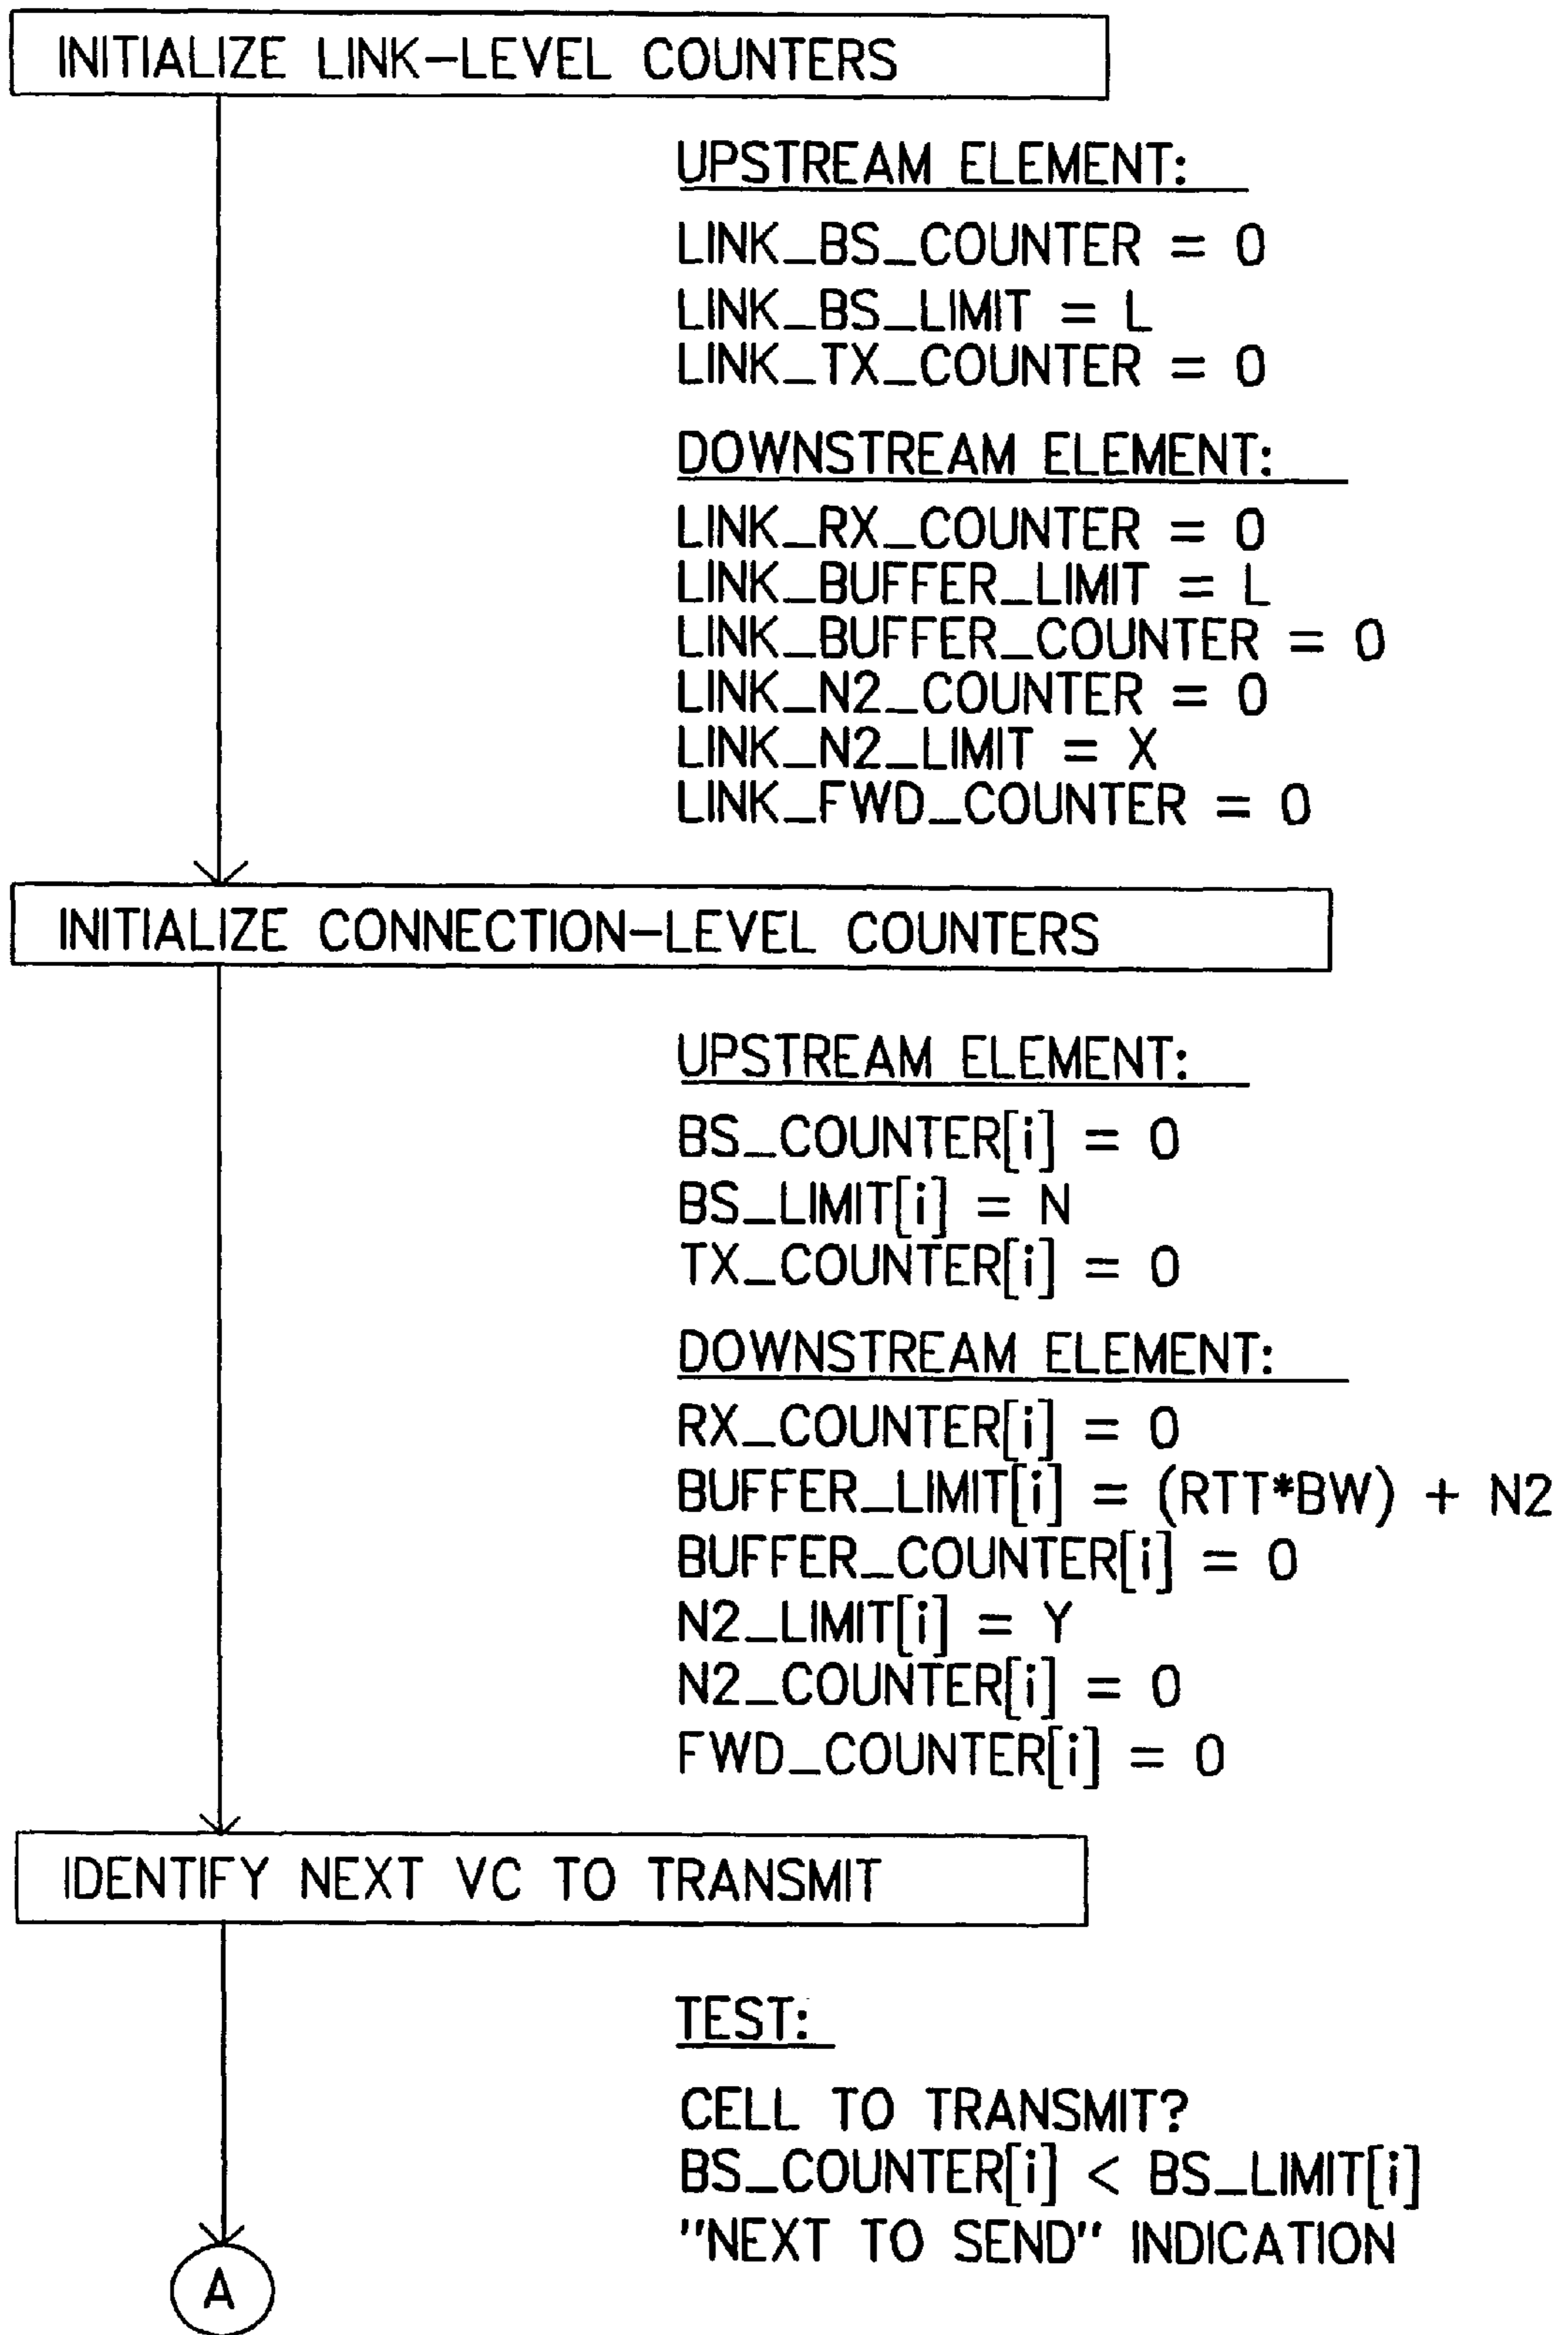 INITIALIZE LINK-LEVEL COUNTERS
UPSTREAM ELEMENT:
LINK_BS_COUNTER = 0
LINK_BS_LIMIT = L
LINK_TX_COUNTER = 0
DOWNSTREAM ELEMENT:
LINK_RX_COUNTER = 0
LINK_BUFFER_LIMIT = L
LINK_BUFFER_COUNTER = 0
LINK_N2_COUNTER = 0
LINK_N2_LIMIT = X
LINK_FWD_COUNTER = 0
INITIALIZE CONNECTION-LEVEL COUNTERS
UPSTREAM ELEMENT:
BS_COUNTER[i] = 0
BS_LIMIT[i] = N
TX_COUNTER[i] = 0
DOWNSTREAM ELEMENT:
RX_COUNTER[i] = 0
BUFFER_LIMIT[i] = (RTT*BW) + N2
BUFFER_COUNTER[i] = 0
N2_LIMIT[i] = Y
N2_COUNTER[i] = 0
FWD_COUNTER[i] = 0
IDENTIFY NEXT VC TO TRANSMIT
TEST:
CELL TO TRANSMIT?
BS_COUNTER[i] < BS_LIMIT[i]
"NEXT TO SEND" INDICATION
A